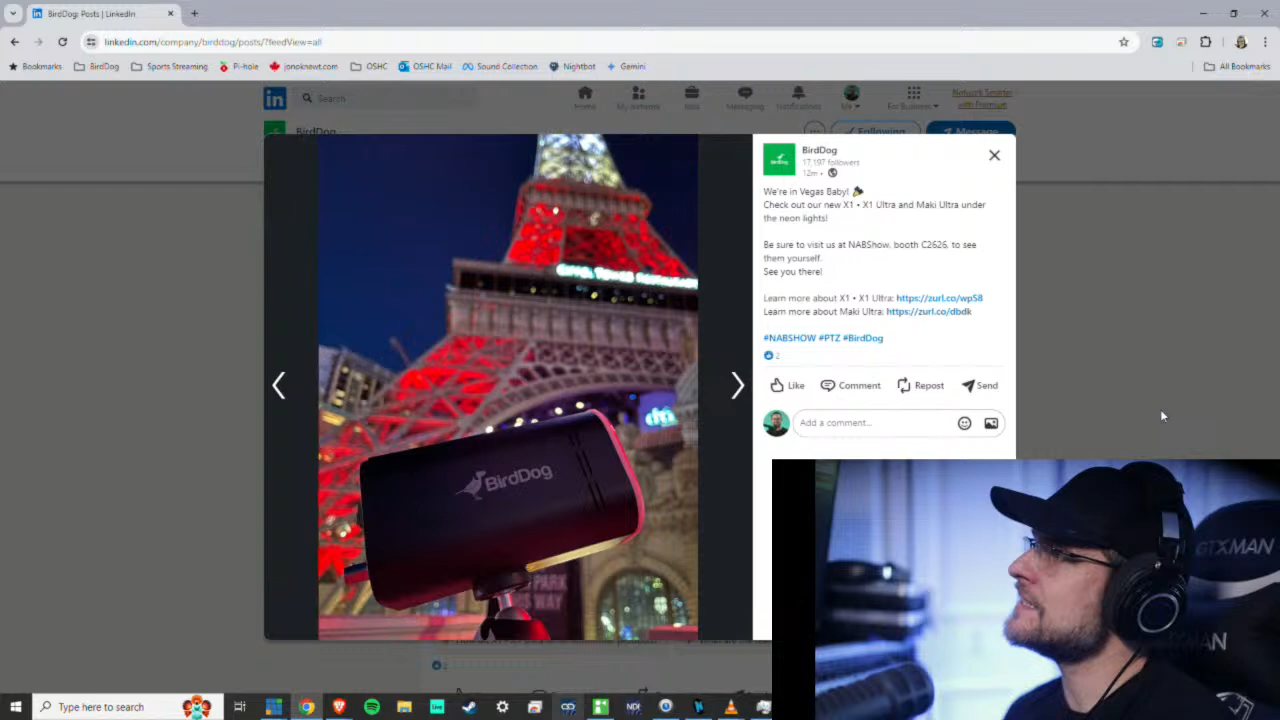 BirdDog: Posts | LinkedIn
linkedin.com/company/birddog/posts/?feedView=all
Bookmarks BirdDog Sports Streaming Pi-hole jonoknewt.com OSHC OSHC Mail Sound Collection Nightbot Gemini All Bookmarks
Search
Home My Network Jobs Messaging Notifications Me For Business Network Smarter with Premium
BirdDog
Following
Message
BirdDog
17,197 followers
12m •
We're in Vegas Baby!
Check out our new X1 • X1 Ultra and Maki Ultra under
the neon lights!
Be sure to visit us at NABShow, booth C2626, to see
them yourself.
See you there!
Learn more about X1 • X1 Ultra: https://zurl.co/wpS8
Learn more about Maki Ultra: https://zurl.co/dbdk
#NABSHOW #PTZ #BirdDog
2
Like Comment Repost Send
Add a comment...
BirdDog
PARK
WAY
GTXMAN
Type here to search
Live
NDI